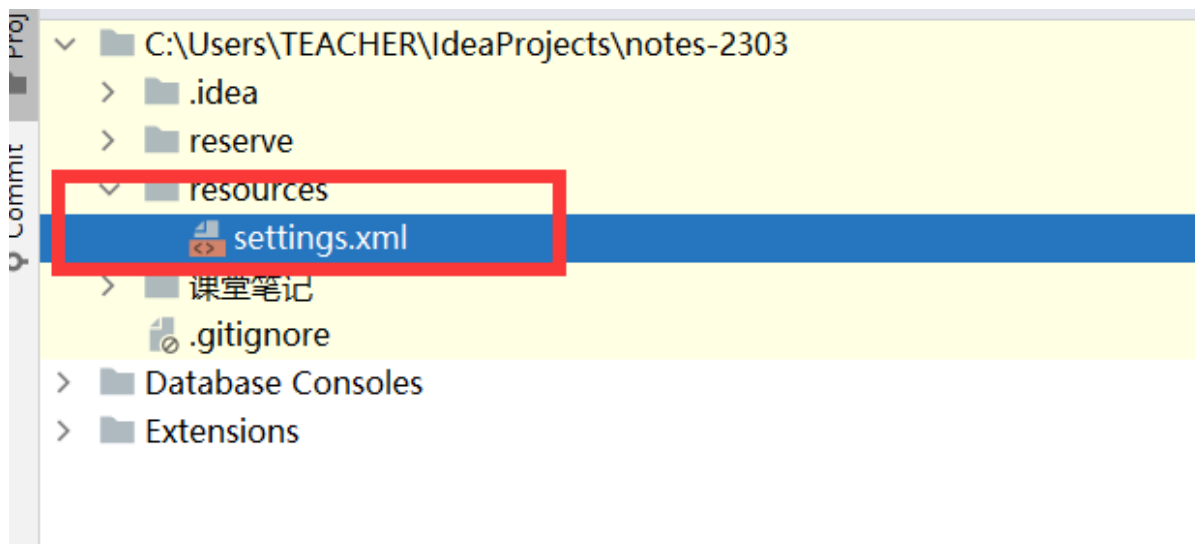 Proj
C:\Users\TEACHER\IdeaProjects\notes-2303
.idea
reserve
resources
settings.xml
课堂笔记
.gitignore
Database Consoles
Extensions
Commit